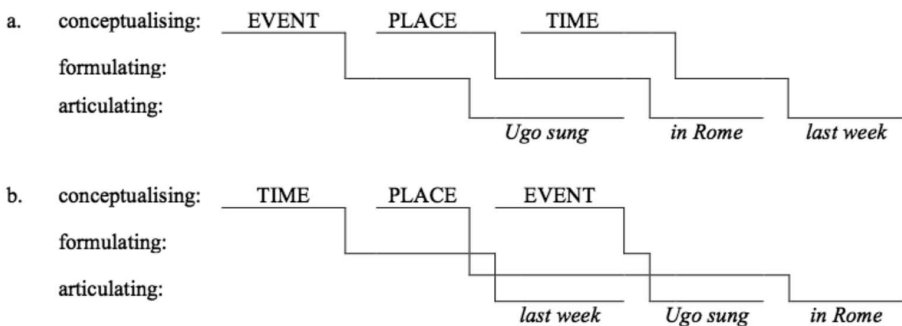 a. conceptualising: EVENT PLACE TIME
formulating:
articulating:
Ugo sung in Rome last week
b. conceptualising: TIME PLACE EVENT
formulating:
articulating:
last week Ugo sung in Rome